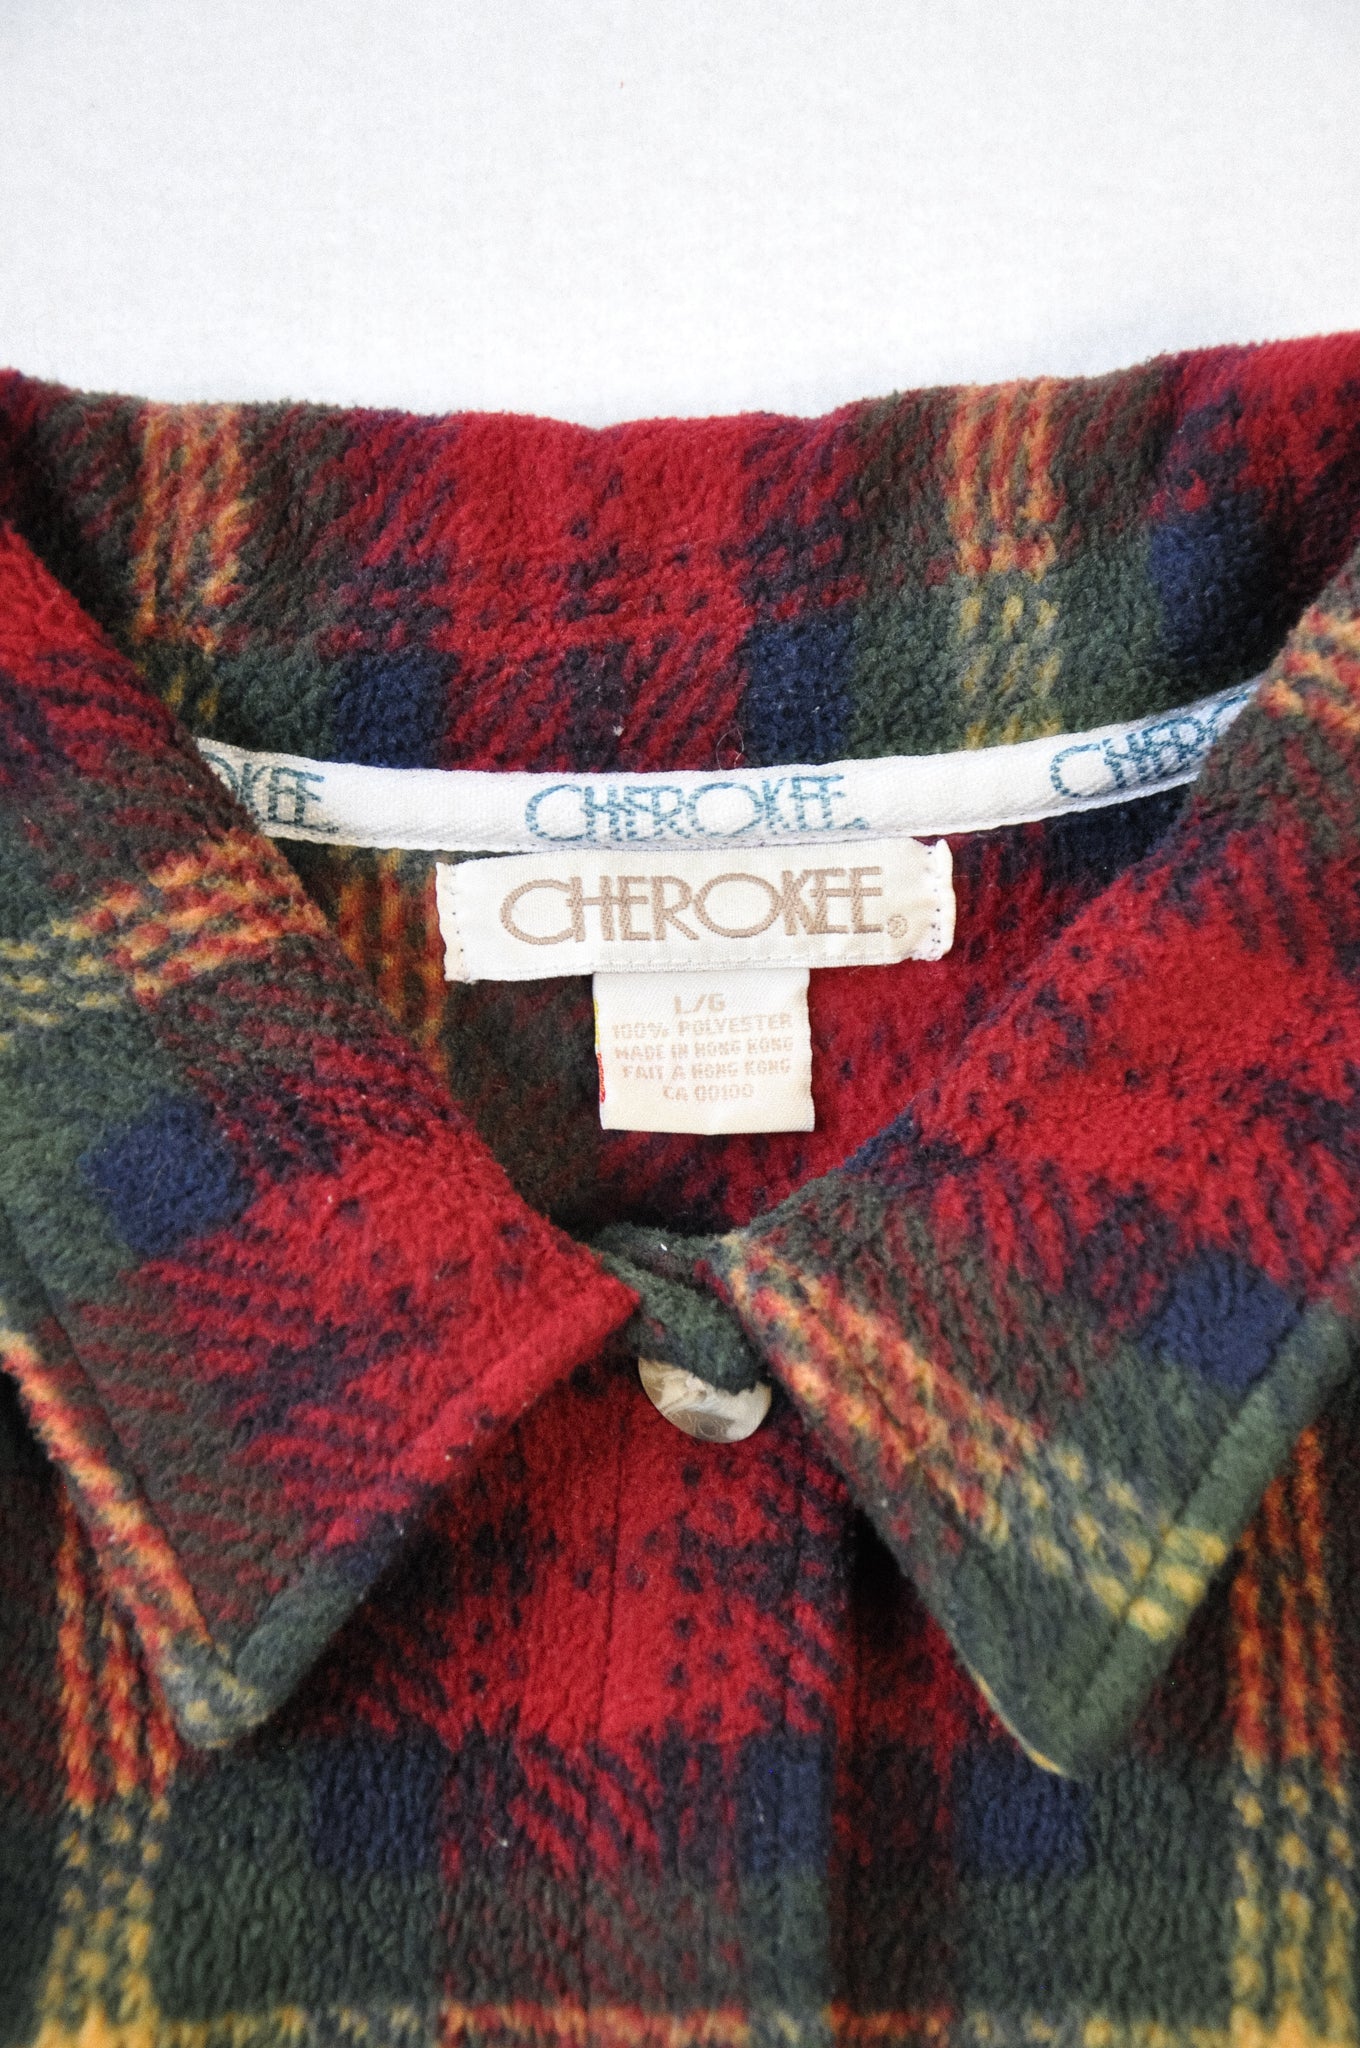 CHEROKEE
CHEROKEE
CHEROKEE
CHEROKEE®
L/G
100% POLYESTER
MADE IN HONG KONG
FAIT A HONG KONG
CA 00100